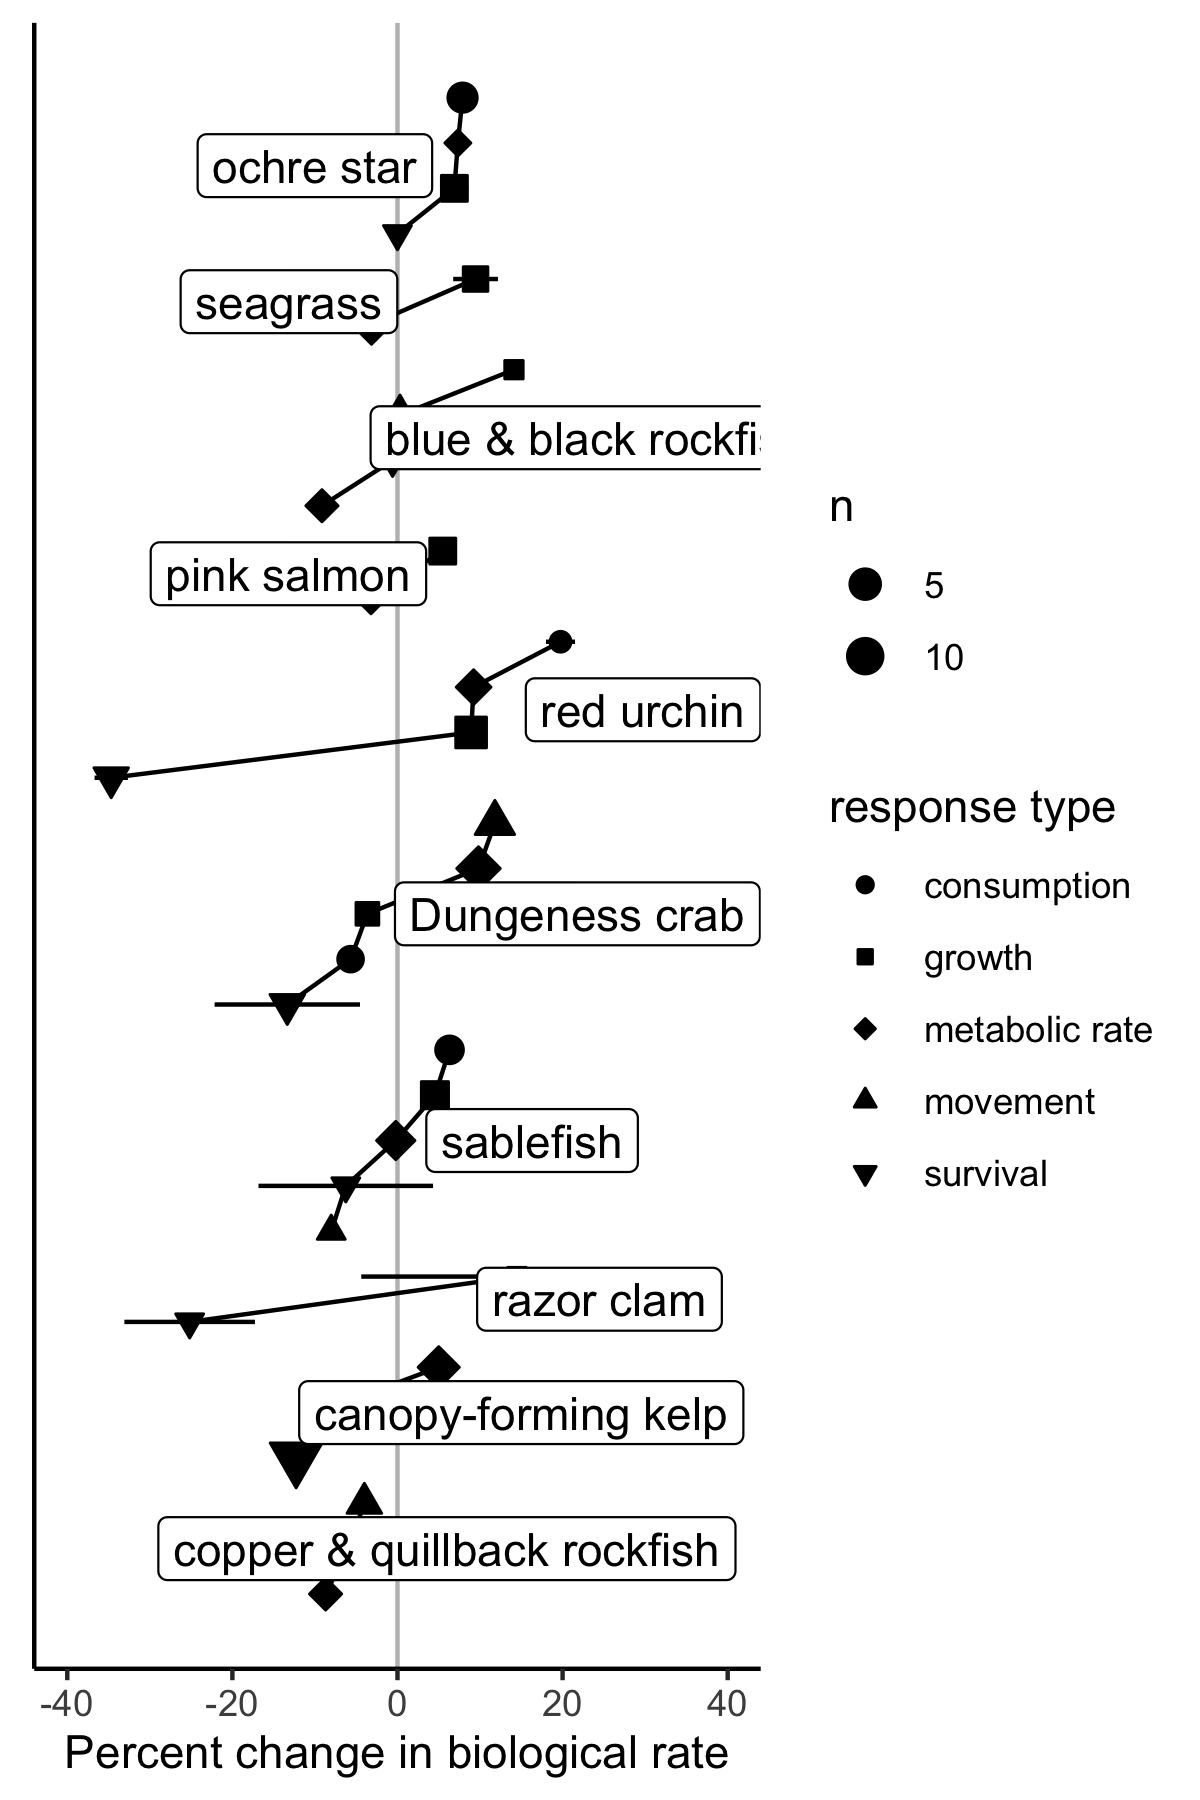 ochre star
seagrass
blue & black rockfis
pink salmon
red urchin
Dungeness crab
sablefish
razor clam
canopy-forming kelp
copper & quillback rockfish
-40 -20 0 20 40
Percent change in biological rate
n
5
10
response type
consumption
growth
metabolic rate
movement
survival